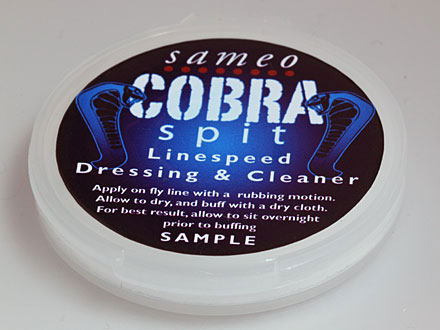 sameo
COBRA
spit
Linespeed
Dressing & Cleaner
Apply on fly line with a rubbing motion.
Allow to dry, and buff with a dry cloth.
For best result, allow to sit overnight
prior to buffing
SAMPLE